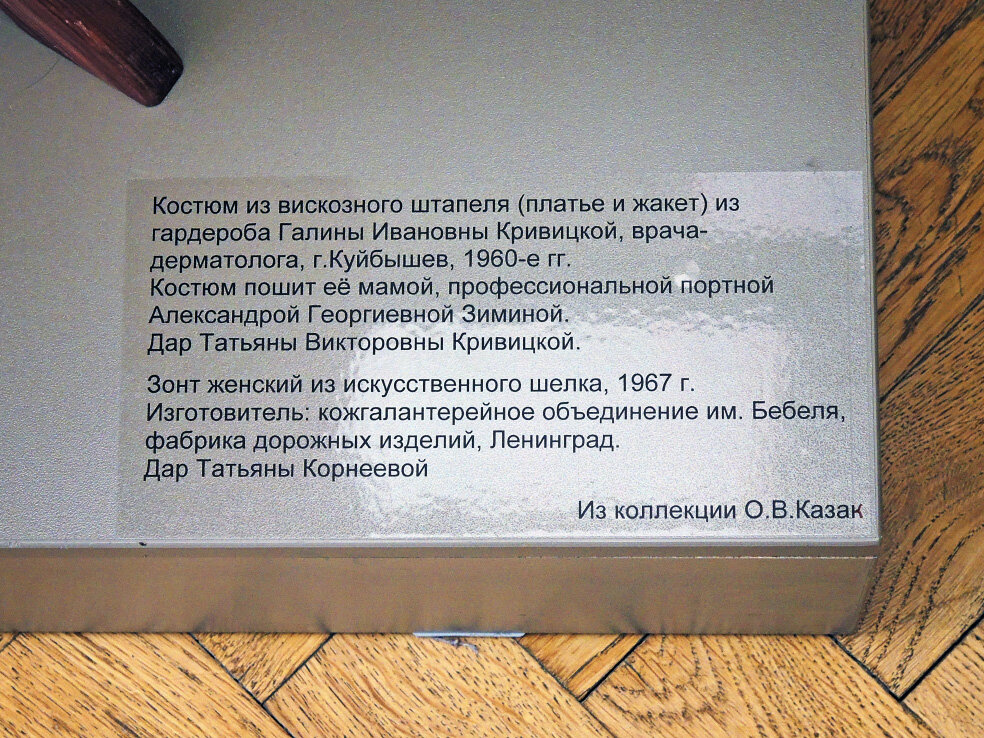 Костюм из вискозного штапеля (платье и жакет) из
гардероба Галины Ивановны Кривицкой, врача-
дерматолога, г.Куйбышев, 1960-е гг.
Костюм пошит её мамой, профессиональной портной
Александрой Георгиевной Зиминой.
Дар Татьяны Викторовны Кривицкой.
Зонт женский из искусственного шелка, 1967 г.
Изготовитель: кожгалантерейное объединение им. Бебеля,
фабрика дорожных изделий, Ленинград.
Дар Татьяны Корнеевой
Из коллекции О.В.Казак